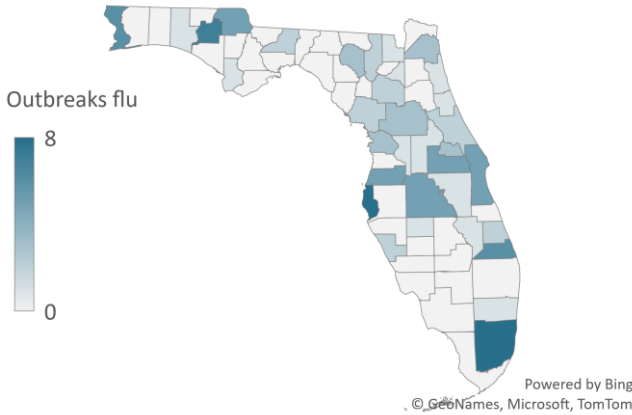 Outbreaks flu
8
0
Powered by Bing
© GeoNames, Microsoft, TomTom